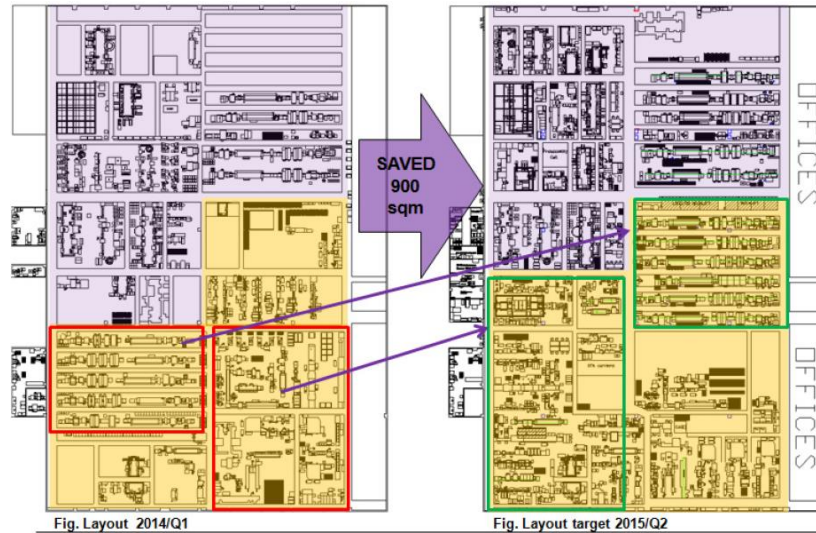 SAVED
900
sqm
OFFICES
OFFICES
Fig. Layout 2014/Q1
Fig. Layout target 2015/Q2